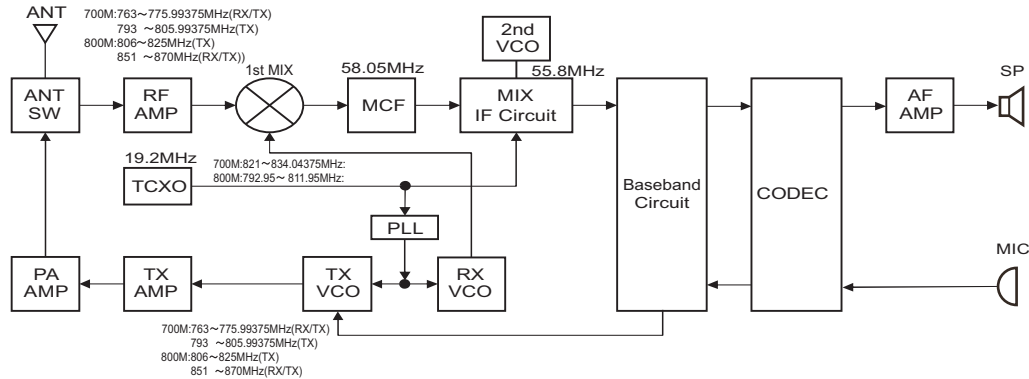 ANT
700M:763～775.99375MHz(RX/TX)
793 ～805.99375MHz(TX)
800M:806～825MHz(TX)
851 ～870MHz(RX/TX))
2nd
VCO
1st MIX
58.05MHz
55.8MHz
SP
ANT
SW
RF
AMP
MCF
MIX
IF Circuit
AF
AMP
19.2MHz
TCXO
700M:821～834.04375MHz:
800M:792.95～ 811.95MHz:
Baseband
Circuit
CODEC
PLL
MIC
PA
AMP
TX
AMP
TX
VCO
RX
VCO
700M:763～775.99375MHz(RX/TX)
793 ～805.99375MHz(TX)
800M:806～825MHz(TX)
851 ～870MHz(RX/TX)